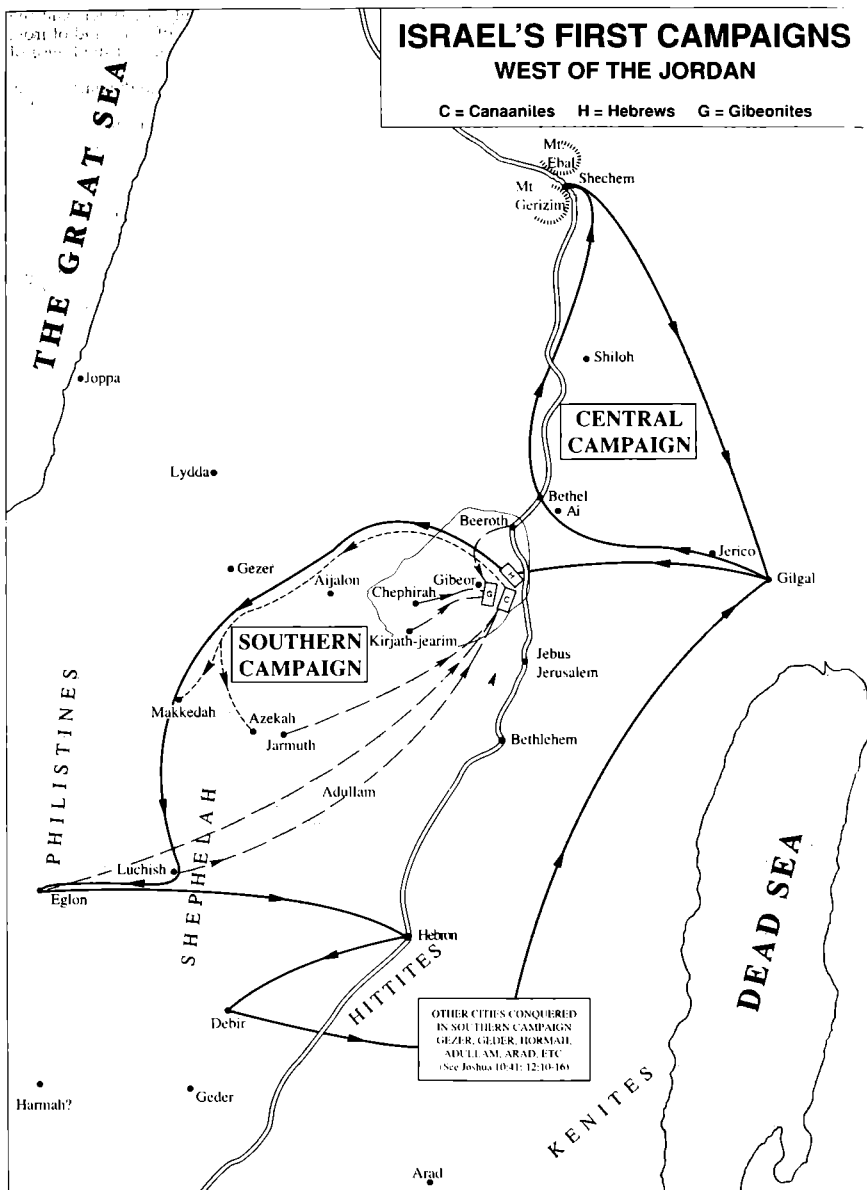 ISRAEL'S FIRST CAMPAIGNS
WEST OF THE JORDAN
C = Canaanites H = Hebrews G = Gibeonites
THE GREAT SEA
Mt
Ebal
Shechem
Mt
Gerizim
Shiloh
Joppa
CENTRAL
CAMPAIGN
Lydda
Bethel
Ai
Beeroth
Jerico
Gezer
Gilgal
Aijalon
Gibeor
H
G
C
Chephirah
Kirjath-jearim
SOUTHERN
CAMPAIGN
Jebus
Jerusalem
Makkedah
Azekah
Jarmuth
Bethlehem
PHILISTINES
Adullam
SHEPHELAH
Luchish
Eglon
DEAD SEA
Hebron
HITTITES
Debir
OTHER CITIES CONQUERED
IN SOUTHERN CAMPAIGN
GEZER, GEDER, HORMAH,
ADULLAM, ARAD, ETC
(See Joshua 10:41; 12:10-16)
Harmah?
Geder
KENITES
Arad